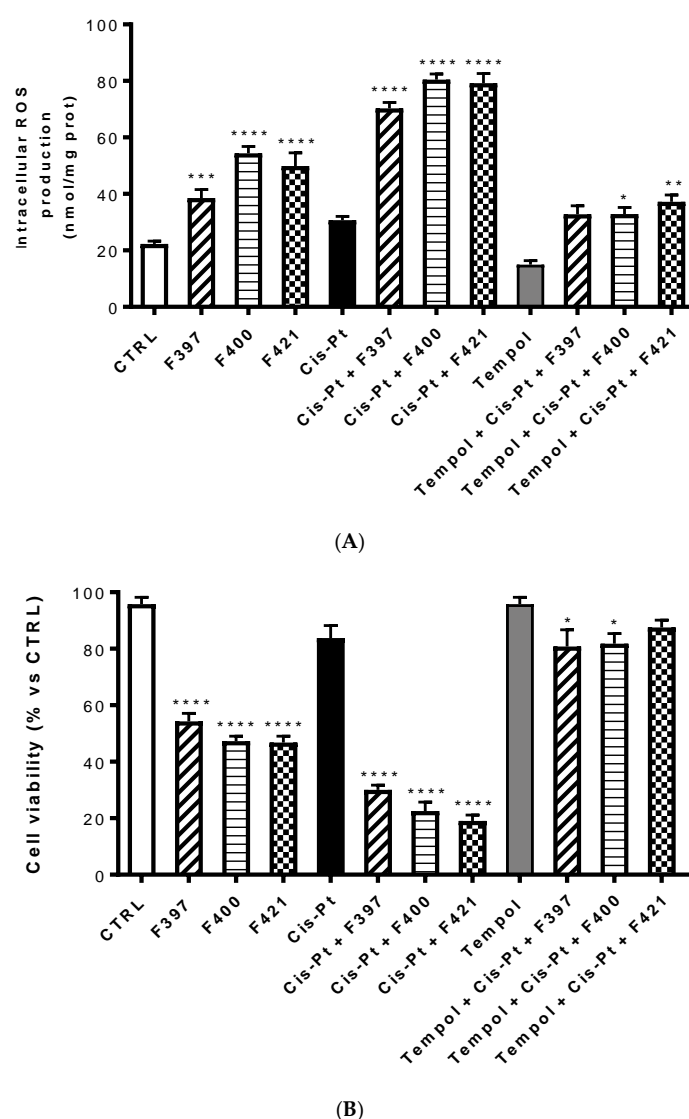 Intracellular ROS
production
(nmol/mg prot)
100
80
60
40
20
0
***
****
****
****
****
****
*
**
CTRL
F397
F400
F421
Cis-Pt
Cis-Pt + F397
Cis-Pt + F400
Cis-Pt + F421
Tempol
Tempol + Cis-Pt + F397
Tempol + Cis-Pt + F400
Tempol + Cis-Pt + F421
(A)
Cell viability (% vs CTRL)
100
80
60
40
20
0
****
****
****
****
****
****
*
*
CTRL
F397
F400
F421
Cis-Pt
Cis-Pt + F397
Cis-Pt + F400
Cis-Pt + F421
Tempol
Tempol + Cis-Pt + F397
Tempol + Cis-Pt + F400
Tempol + Cis-Pt + F421
(B)